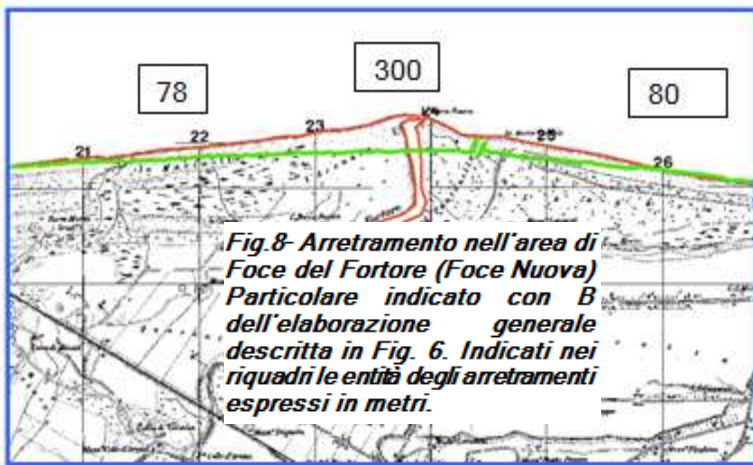 300
78
80
21
22
23
25
26
Fig.8- Arretramento nell'area di
Foce del Fortore (Foce Nuova)
Particolare indicato con B
dell'elaborazione generale
descritta in Fig. 6. Indicati nei
riquadri le entità degli arretramenti
espressi in metri.